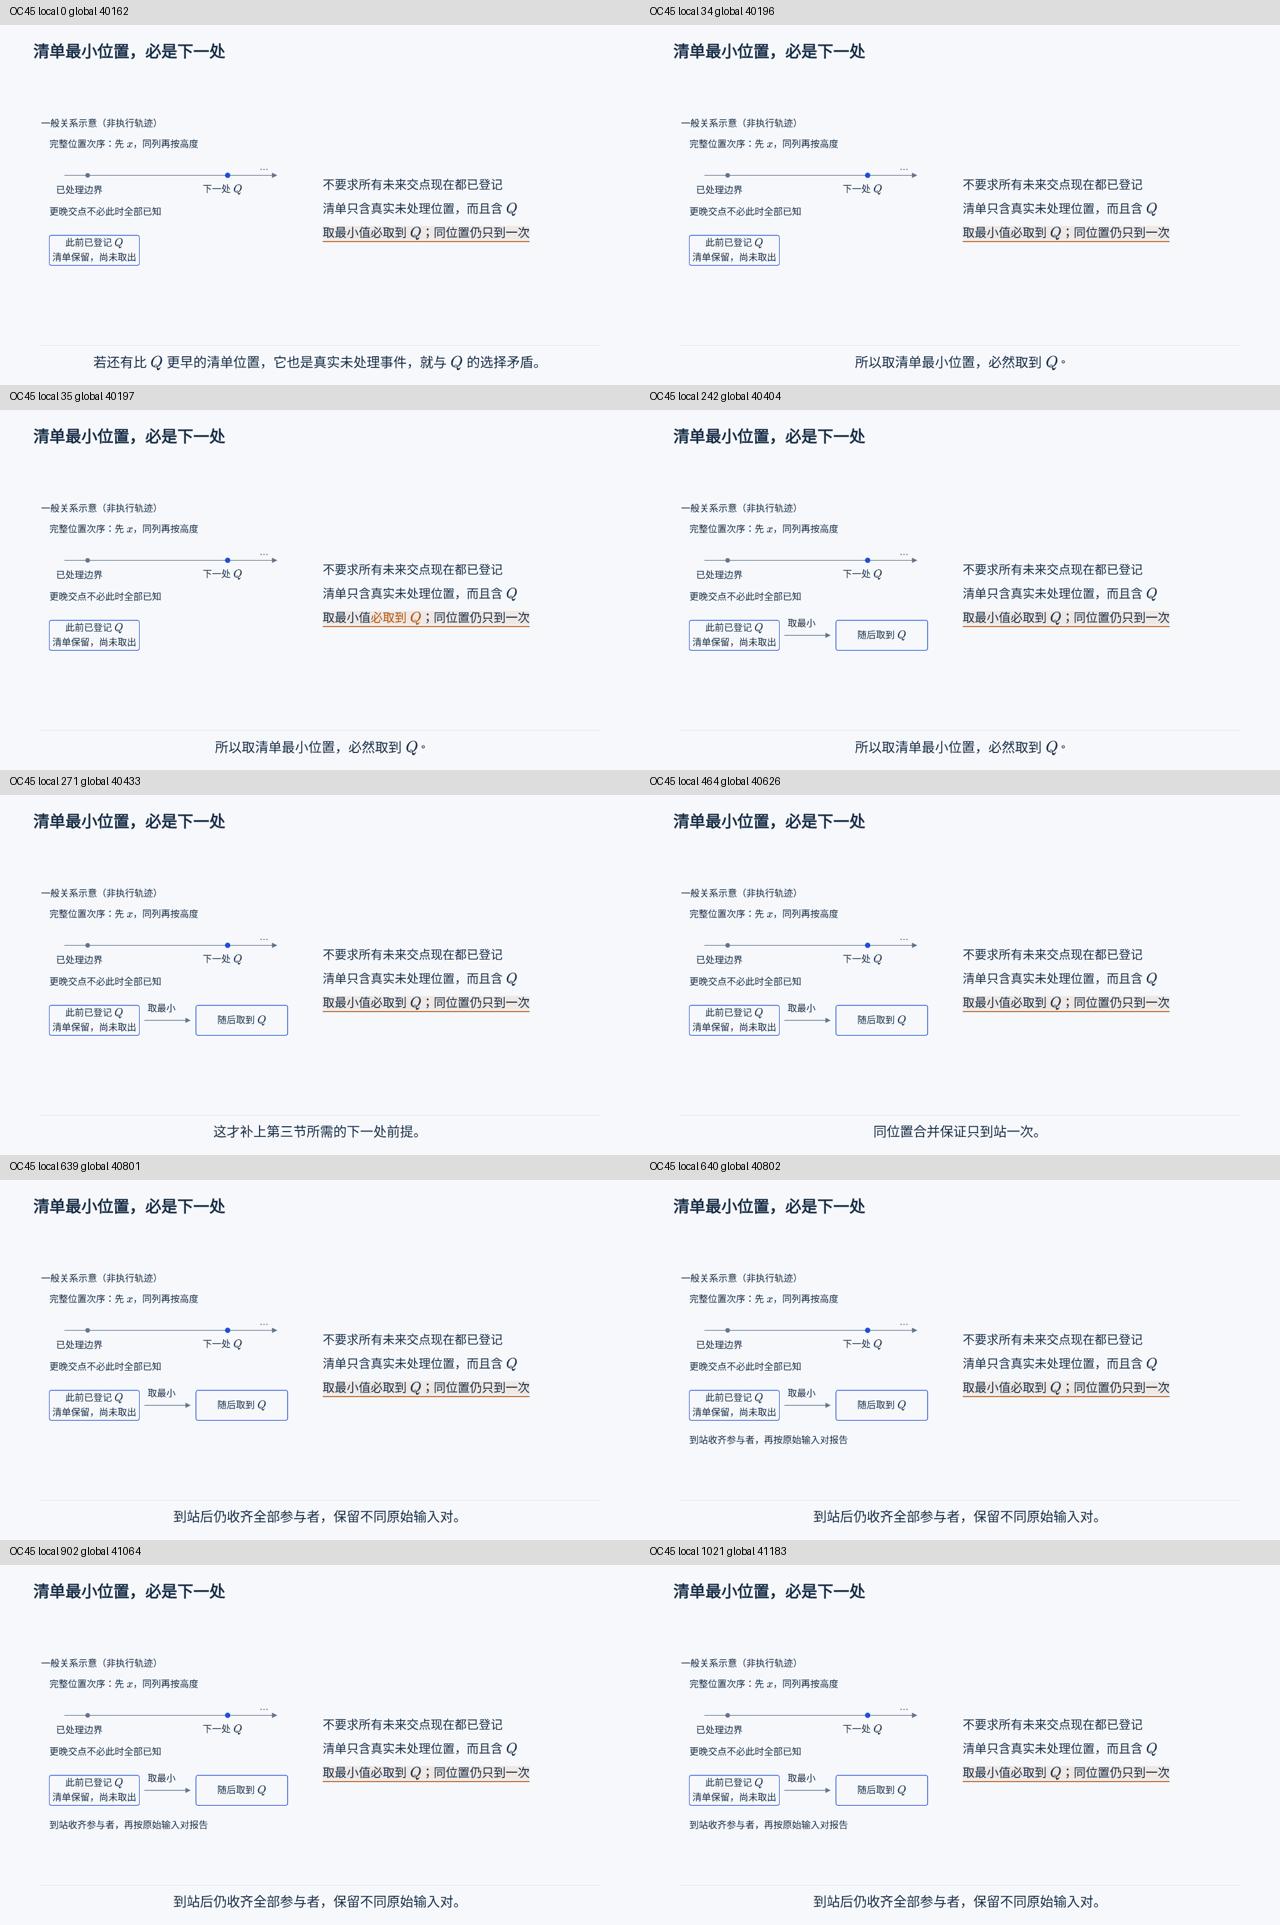 OC45 local 0 global 40162
清单最小位置，必是下一处
一般关系示意（非执行轨迹）
完整位置次序：先 x，同列再按高度
...
已处理边界
下一处 Q
更晚交点不必此时全部已知
此前已登记 Q
清单保留，尚未取出
不要求所有未来交点现在都已登记
清单只含真实未处理位置，而且含 Q
取最小值必取到 Q；同位置仍只到一次
若还有比 Q 更早的清单位置，它也是真实未处理事件，就与 Q 的选择矛盾。
OC45 local 34 global 40196
清单最小位置，必是下一处
一般关系示意（非执行轨迹）
完整位置次序：先 x，同列再按高度
...
已处理边界
下一处 Q
更晚交点不必此时全部已知
此前已登记 Q
清单保留，尚未取出
不要求所有未来交点现在都已登记
清单只含真实未处理位置，而且含 Q
取最小值必取到 Q；同位置仍只到一次
所以取清单最小位置，必然取到 Q。
OC45 local 35 global 40197
清单最小位置，必是下一处
一般关系示意（非执行轨迹）
完整位置次序：先 x，同列再按高度
...
已处理边界
下一处 Q
更晚交点不必此时全部已知
此前已登记 Q
清单保留，尚未取出
不要求所有未来交点现在都已登记
清单只含真实未处理位置，而且含 Q
取最小值必取到 Q；同位置仍只到一次
所以取清单最小位置，必然取到 Q。
OC45 local 242 global 40404
清单最小位置，必是下一处
一般关系示意（非执行轨迹）
完整位置次序：先 x，同列再按高度
...
已处理边界
下一处 Q
更晚交点不必此时全部已知
此前已登记 Q
清单保留，尚未取出
取最小
随后取到 Q
不要求所有未来交点现在都已登记
清单只含真实未处理位置，而且含 Q
取最小值必取到 Q；同位置仍只到一次
所以取清单最小位置，必然取到 Q。
OC45 local 271 global 40433
清单最小位置，必是下一处
一般关系示意（非执行轨迹）
完整位置次序：先 x，同列再按高度
...
已处理边界
下一处 Q
更晚交点不必此时全部已知
此前已登记 Q
清单保留，尚未取出
取最小
随后取到 Q
不要求所有未来交点现在都已登记
清单只含真实未处理位置，而且含 Q
取最小值必取到 Q；同位置仍只到一次
这才补上第三节所需的下一处前提。
OC45 local 464 global 40626
清单最小位置，必是下一处
一般关系示意（非执行轨迹）
完整位置次序：先 x，同列再按高度
...
已处理边界
下一处 Q
更晚交点不必此时全部已知
此前已登记 Q
清单保留，尚未取出
取最小
随后取到 Q
不要求所有未来交点现在都已登记
清单只含真实未处理位置，而且含 Q
取最小值必取到 Q；同位置仍只到一次
同位置合并保证只到站一次。
OC45 local 639 global 40801
清单最小位置，必是下一处
一般关系示意（非执行轨迹）
完整位置次序：先 x，同列再按高度
...
已处理边界
下一处 Q
更晚交点不必此时全部已知
此前已登记 Q
清单保留，尚未取出
取最小
随后取到 Q
不要求所有未来交点现在都已登记
清单只含真实未处理位置，而且含 Q
取最小值必取到 Q；同位置仍只到一次
到站后仍收齐全部参与者，保留不同原始输入对。
OC45 local 640 global 40802
清单最小位置，必是下一处
一般关系示意（非执行轨迹）
完整位置次序：先 x，同列再按高度
...
已处理边界
下一处 Q
更晚交点不必此时全部已知
此前已登记 Q
清单保留，尚未取出
取最小
随后取到 Q
到站收齐参与者，再按原始输入对报告
不要求所有未来交点现在都已登记
清单只含真实未处理位置，而且含 Q
取最小值必取到 Q；同位置仍只到一次
到站后仍收齐全部参与者，保留不同原始输入对。
OC45 local 902 global 41064
清单最小位置，必是下一处
一般关系示意（非执行轨迹）
完整位置次序：先 x，同列再按高度
...
已处理边界
下一处 Q
更晚交点不必此时全部已知
此前已登记 Q
清单保留，尚未取出
取最小
随后取到 Q
到站收齐参与者，再按原始输入对报告
不要求所有未来交点现在都已登记
清单只含真实未处理位置，而且含 Q
取最小值必取到 Q；同位置仍只到一次
到站后仍收齐全部参与者，保留不同原始输入对。
OC45 local 1021 global 41183
清单最小位置，必是下一处
一般关系示意（非执行轨迹）
完整位置次序：先 x，同列再按高度
...
已处理边界
下一处 Q
更晚交点不必此时全部已知
此前已登记 Q
清单保留，尚未取出
取最小
随后取到 Q
到站收齐参与者，再按原始输入对报告
不要求所有未来交点现在都已登记
清单只含真实未处理位置，而且含 Q
取最小值必取到 Q；同位置仍只到一次
到站后仍收齐全部参与者，保留不同原始输入对。